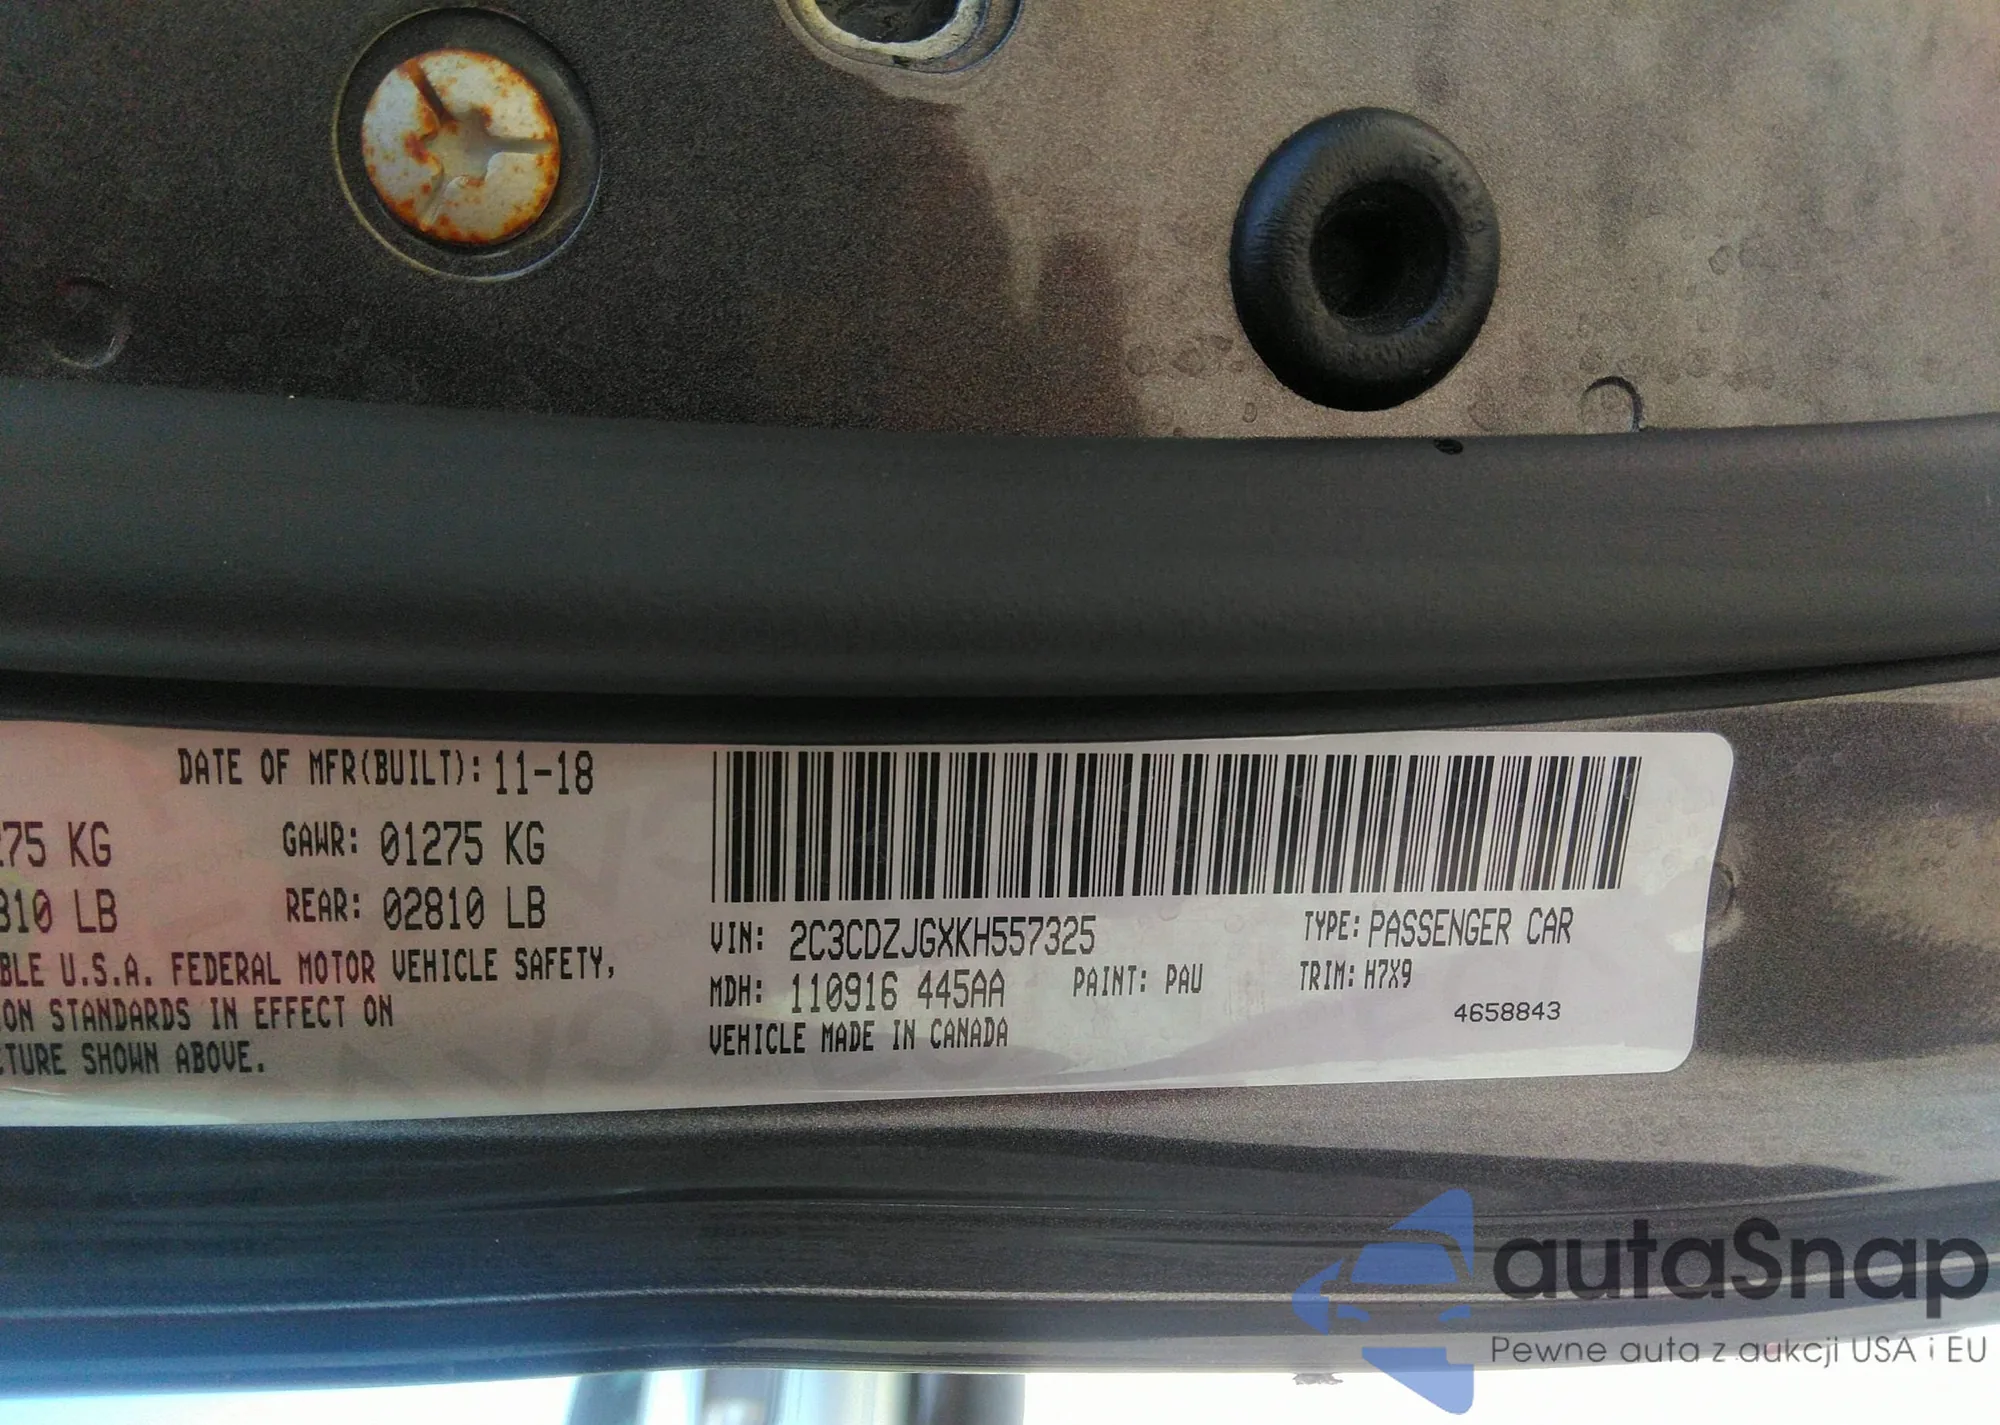 DATE OF MFR(BUILT): 11-18
275 KG GAWR: 01275 KG
810 LB REAR: 02810 LB
BLE U.S.A. FEDERAL MOTOR VEHICLE SAFETY,
ON STANDARDS IN EFFECT ON
TURE SHOWN ABOVE.
VIN: 2C3CDZJGXKH557325 TYPE: PASSENGER CAR
MDH: 110916 445AA PAINT: PAU TRIM: H7X9
VEHICLE MADE IN CANADA 4658843
autaSnap
Pewne auta z aukcji USA i EU